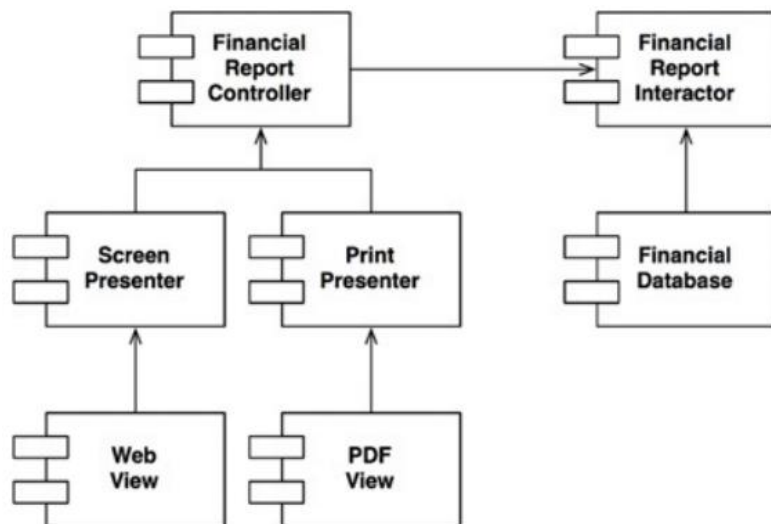 Financial
Report
Controller
Financial
Report
Interactor
Screen
Presenter
Print
Presenter
Financial
Database
Web
View
PDF
View